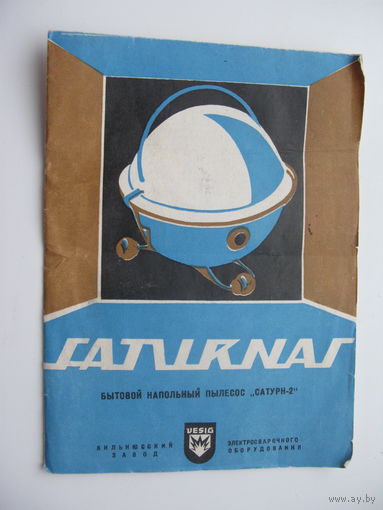 SATURNAS
БЫТОВОЙ НАПОЛЬНЫЙ ПЫЛЕСОС „САТУРН-2"
ВИЛЬНЮССКИЙ ЗАВОД
VESIG
ЭЛЕКТРОСВАРОЧНОГО ОБОРУДОВАНИЯ
www.ay.by